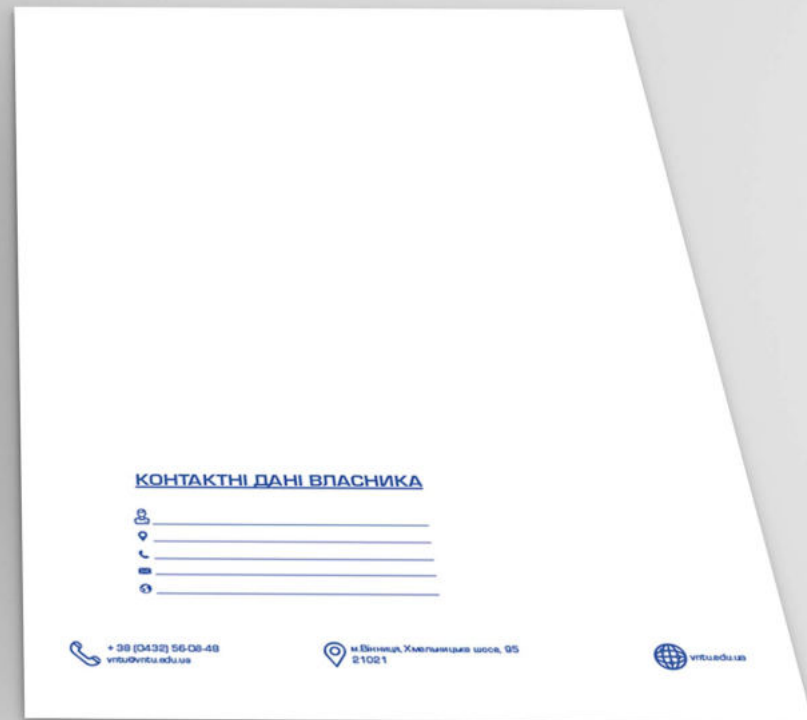 КОНТАКТНІ ДАНІ ВЛАСНИКА
+ 38 (0432) 56-08-48
vntu@vntu.edu.ua
м.Вінниця, Хмельницьке шосе, 95
21021
vntu.edu.ua